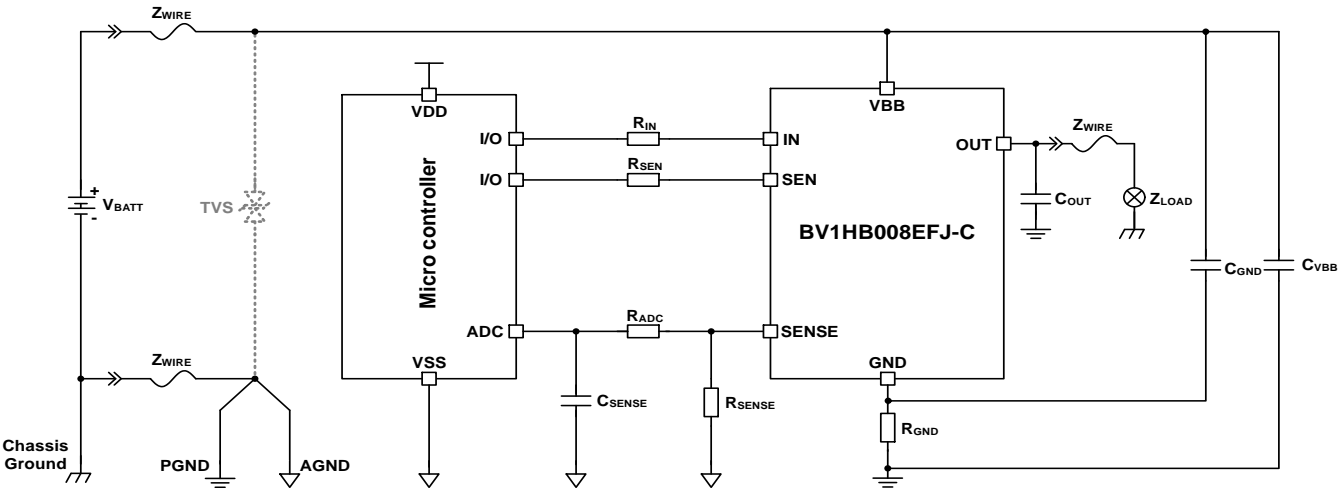 ZWIRE
+
VBATT
-
TVS
ZWIRE
Chassis
Ground
PGND
AGND
VDD
Micro controller
I/O
I/O
ADC
VSS
RIN
RSEN
RADC
CSENSE
RSENSE
VBB
IN
SEN
OUT
BV1HB008EFJ-C
SENSE
GND
RGND
ZWIRE
COUT
ZLOAD
CGND
CVBB